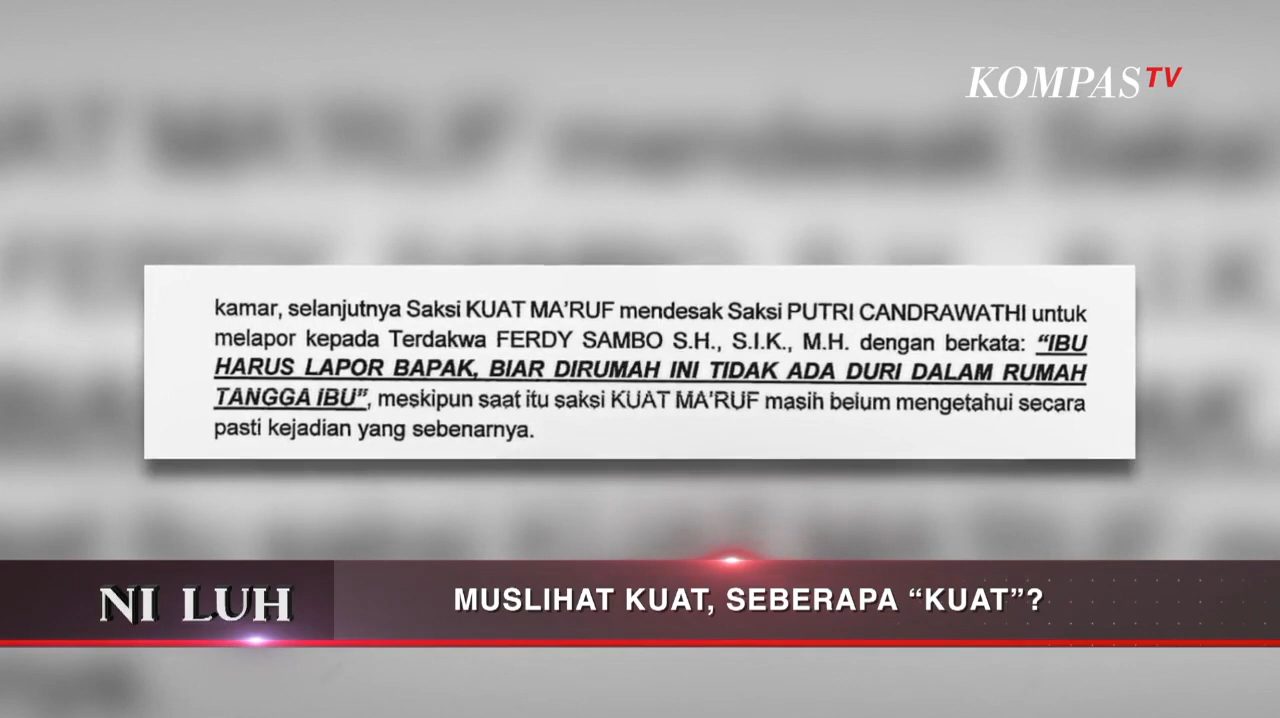 KOMPAS TV
kamar, selanjutnya Saksi KUAT MA'RUF mendesak Saksi PUTRI CANDRAWATHI untuk
melapor kepada Terdakwa FERDY SAMBO S.H., S.I.K., M.H. dengan berkata: “IBU
HARUS LAPOR BAPAK, BIAR DIRUMAH INI TIDAK ADA DURI DALAM RUMAH
TANGGA IBU”, meskipun saat itu saksi KUAT MA'RUF masih belum mengetahui secara
pasti kejadian yang sebenarnya.
NI LUH
MUSLIHAT KUAT, SEBERAPA “KUAT”?